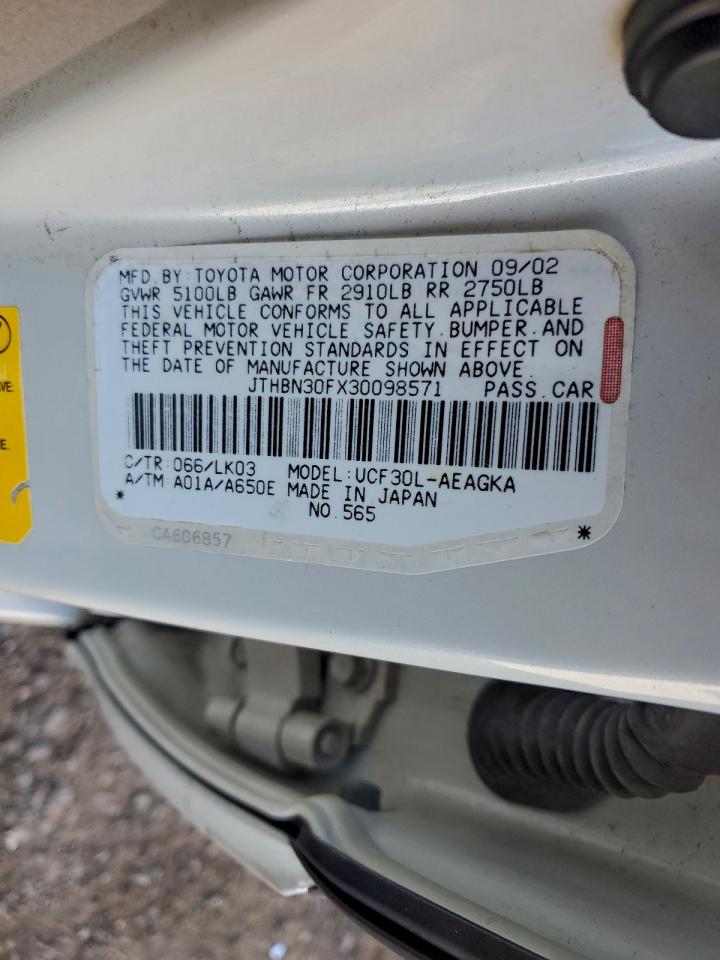 MFD. BY: TOYOTA MOTOR CORPORATION 09/02
GVWR 5100LB GAWR FR 2910LB RR 2750LB
THIS VEHICLE CONFORMS TO ALL APPLICABLE
FEDERAL MOTOR VEHICLE SAFETY, BUMPER, AND
THEFT PREVENTION STANDARDS IN EFFECT ON
THE DATE OF MANUFACTURE SHOWN ABOVE.
JTHBN30FX30098571 PASS. CAR
C/TR: 066/LK03 MODEL: UCF30L-AEAGKA
A/TM: A01A/A650E MADE IN JAPAN
* NO. 565 *
CA606857